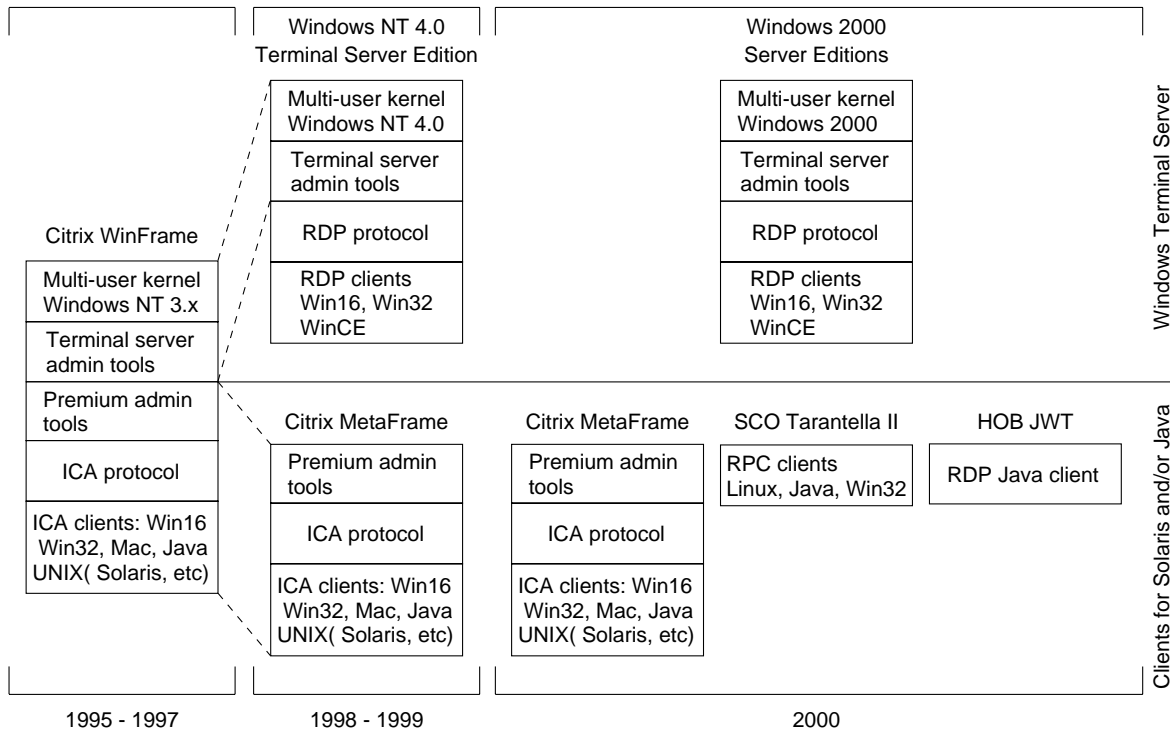 Windows NT 4.0
Terminal Server Edition
Multi-user kernel
Windows NT 4.0
Terminal server
admin tools
RDP protocol
RDP clients
Win16, Win32
WinCE
Windows 2000
Server Editions
Multi-user kernel
Windows 2000
Terminal server
admin tools
RDP protocol
RDP clients
Win16, Win32
WinCE
Windows Terminal Server
Citrix WinFrame
Multi-user kernel
Windows NT 3.x
Terminal server
admin tools
Premium admin
tools
ICA protocol
ICA clients: Win16
Win32, Mac, Java
UNIX( Solaris, etc)
Citrix MetaFrame
Premium admin
tools
ICA protocol
ICA clients: Win16
Win32, Mac, Java
UNIX( Solaris, etc)
Citrix MetaFrame
Premium admin
tools
ICA protocol
ICA clients: Win16
Win32, Mac, Java
UNIX( Solaris, etc)
SCO Tarantella II
RPC clients
Linux, Java, Win32
HOB JWT
RDP Java client
Clients for Solaris and/or Java
1995 - 1997
1998 - 1999
2000